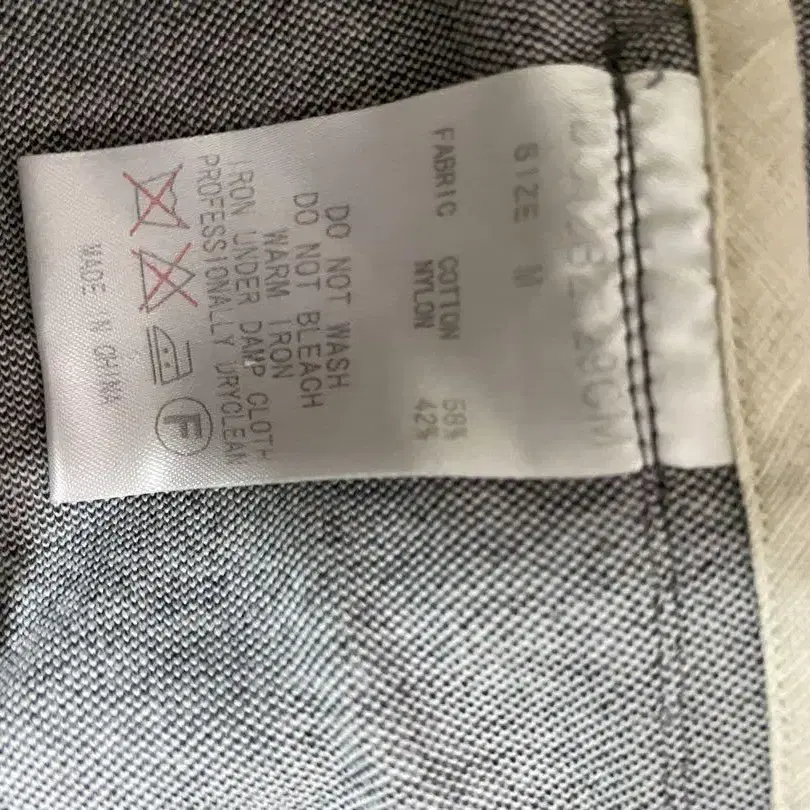 SIZE M
FABRIC COTTON 58%
NYLON 42%
DO NOT WASH
DO NOT BLEACH
WARM IRON
IRON UNDER DAMP CLOTH
PROFESSIONALLY DRYCLEAN
F
MADE IN CHINA